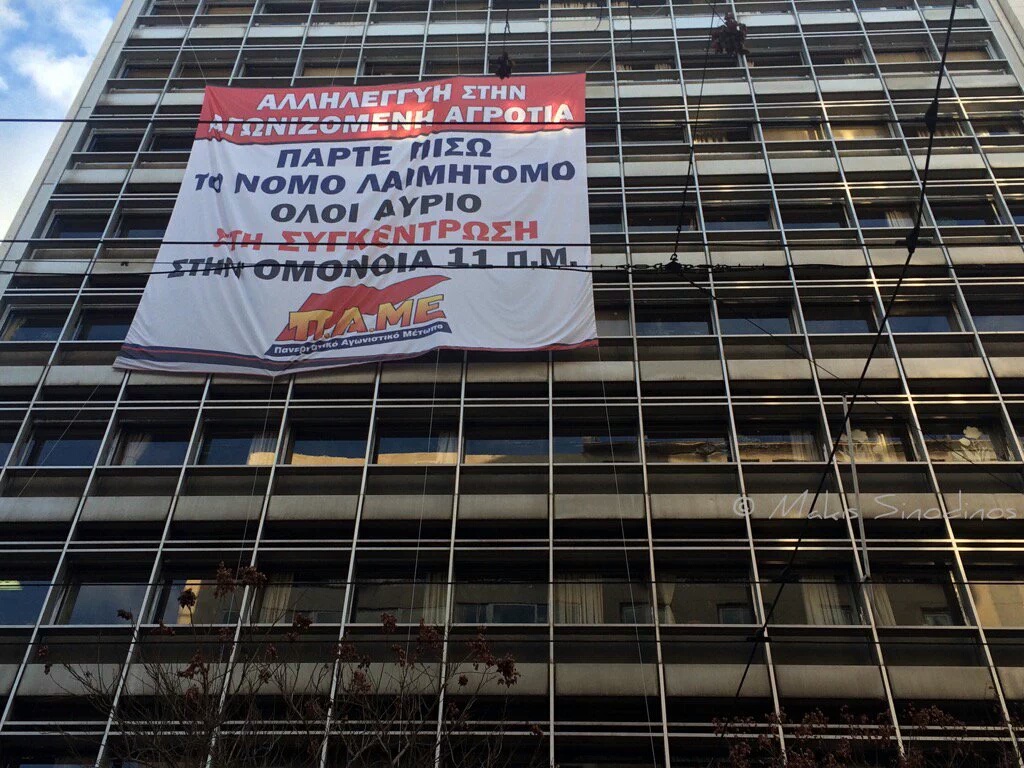 ΑΛΛΗΛΕΓΓΥΗ ΣΤΗΝ
ΑΓΩΝΙΖΟΜΕΝΗ ΑΓΡΟΤΙΑ
ΠΑΡΤΕ ΠΙΣΩ
ΤΟ ΝΟΜΟ ΛΑΙΜΗΤΟΜΟ
ΟΛΟΙ ΑΥΡΙΟ
ΣΤΗ ΣΥΓΚΕΝΤΡΩΣΗ
ΣΤΗΝ ΟΜΟΝΟΙΑ 11 π.μ.
Π.Α.ΜΕ
Πανεργατικό Αγωνιστικό Μέτωπο
© Makis Sinodinos